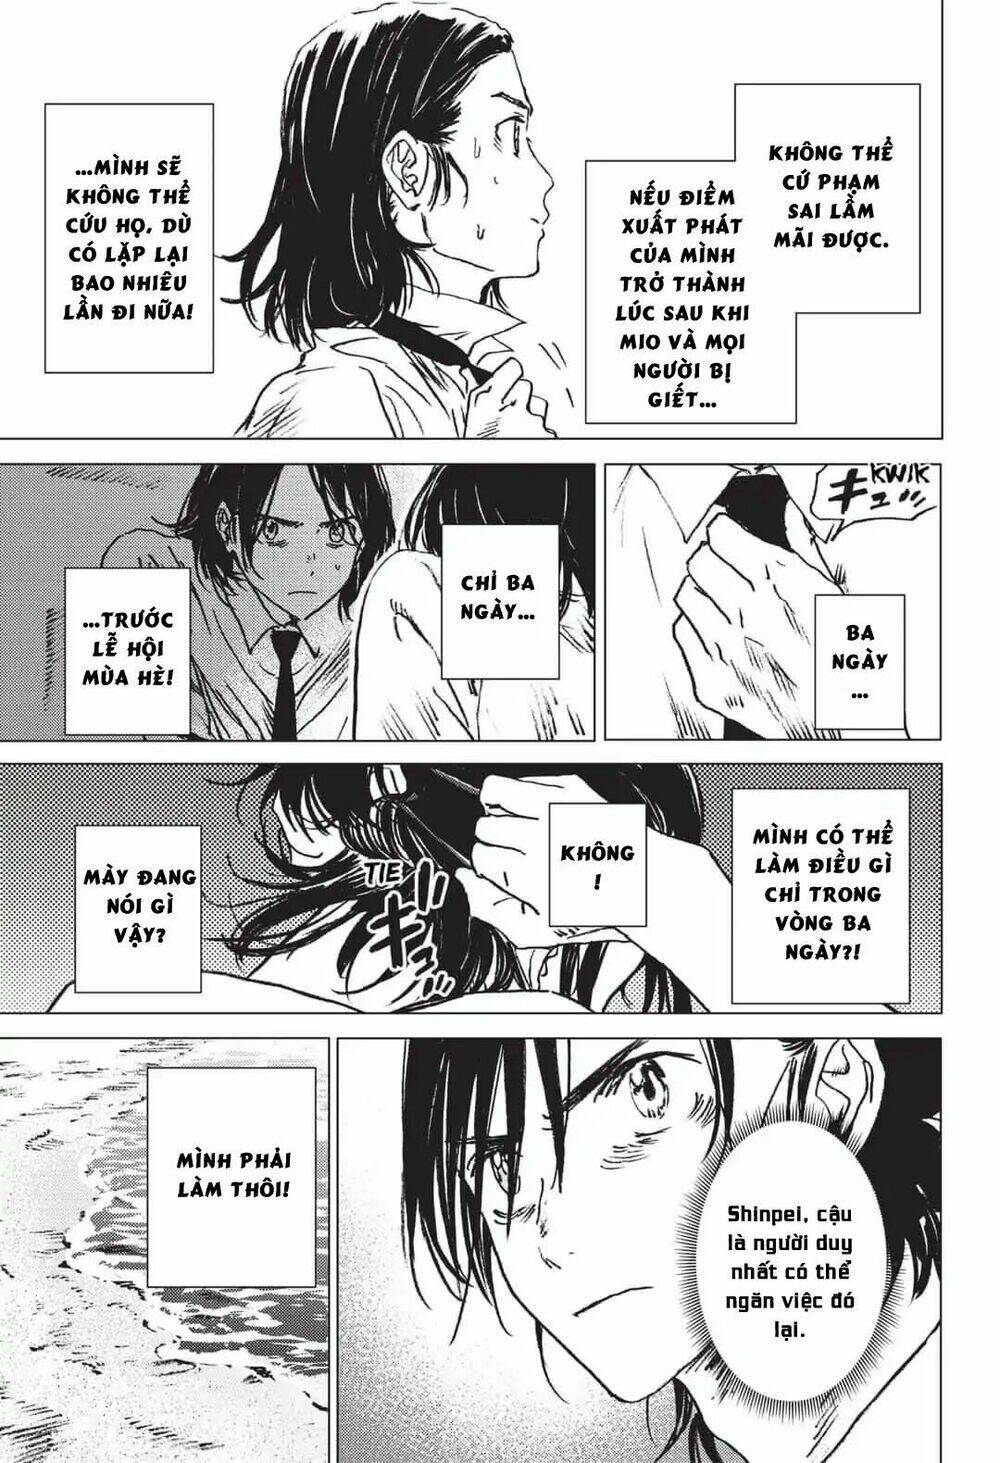 KHÔNG THỂ
CỨ PHẠM
SAI LẦM
MÃI ĐƯỢC.
NẾU ĐIỂM
XUẤT PHÁT
CỦA MÌNH
TRỞ THÀNH
LÚC SAU KHI
MIO VÀ MỌI
NGƯỜI BỊ
GIẾT...
...MÌNH SẼ
KHÔNG THỂ
CỨU HỌ, DÙ
CÓ LẶP LẠI
BAO NHIÊU
LẦN ĐI NỮA!
KWIK
キュッ
BA
NGÀY
...
CHỈ BA
NGÀY...
...TRƯỚC
LỄ HỘI
MÙA HÈ!
MÌNH CÓ THỂ
LÀM ĐIỀU GÌ
CHỈ TRONG
VÒNG BA
NGÀY?!
KHÔNG
!
TIE
キュッ
MÀY ĐANG
NÓI GÌ
VẬY?
Shinpei, cậu
là người duy
nhất có thể
ngăn việc đó
lại.
MÌNH PHẢI
LÀM THÔI!